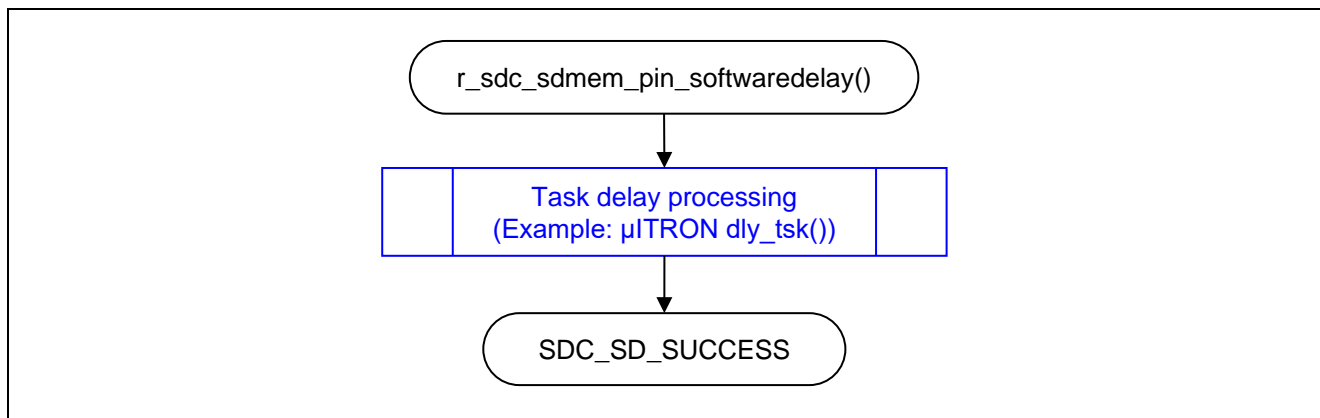 r_sdc_sdmem_pin_softwaredelay()
Task delay processing
(Example: µITRON dly_tsk())
SDC_SD_SUCCESS